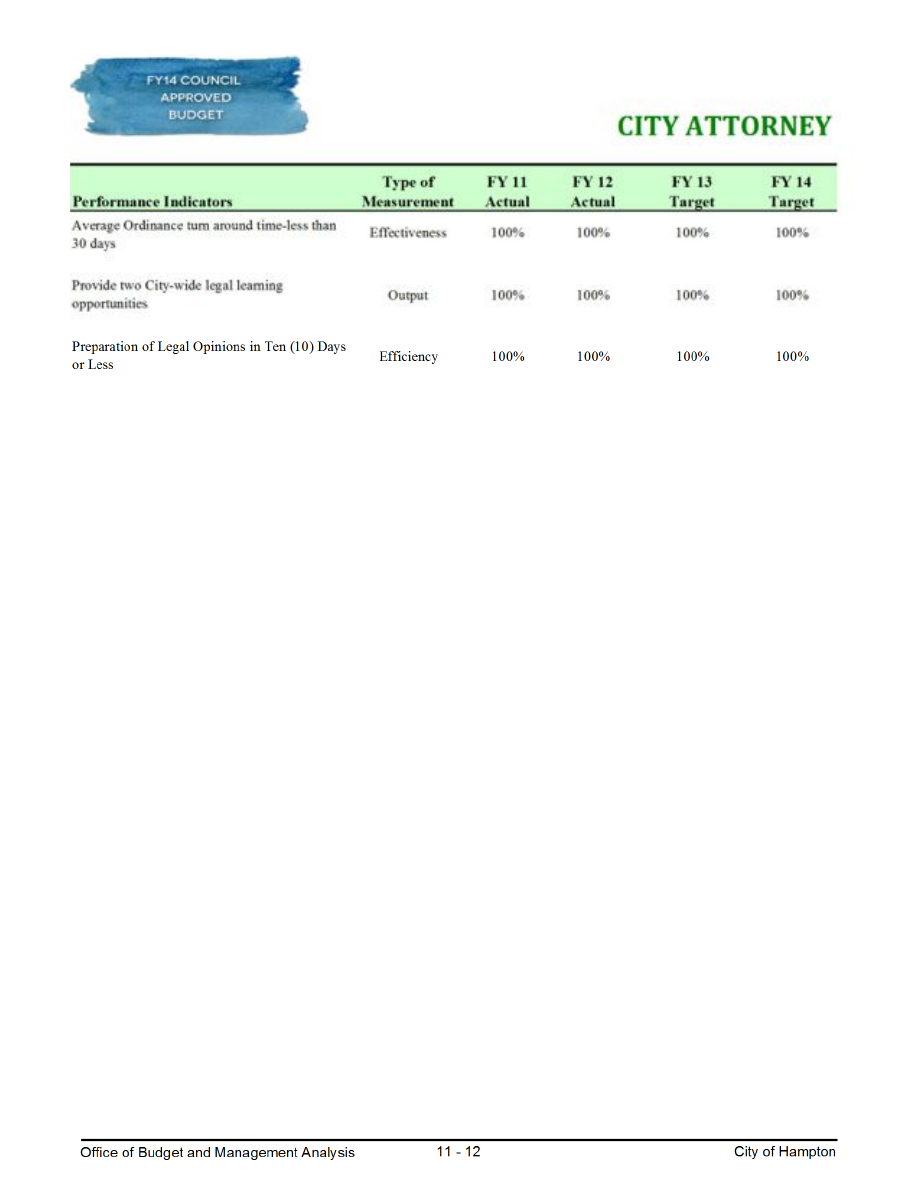 FY14 COUNCIL
APPROVED
BUDGET
CITY ATTORNEY
Performance Indicators Type of Measurement FY 11 Actual FY 12 Actual FY 13 Target FY 14 Target
Average Ordinance turn around time-less than
30 days
Effectiveness 100% 100% 100% 100%
Provide two City-wide legal learning
opportunities
Output 100% 100% 100% 100%
Preparation of Legal Opinions in Ten (10) Days
or Less
Efficiency 100% 100% 100% 100%
Office of Budget and Management Analysis 11 - 12 City of Hampton